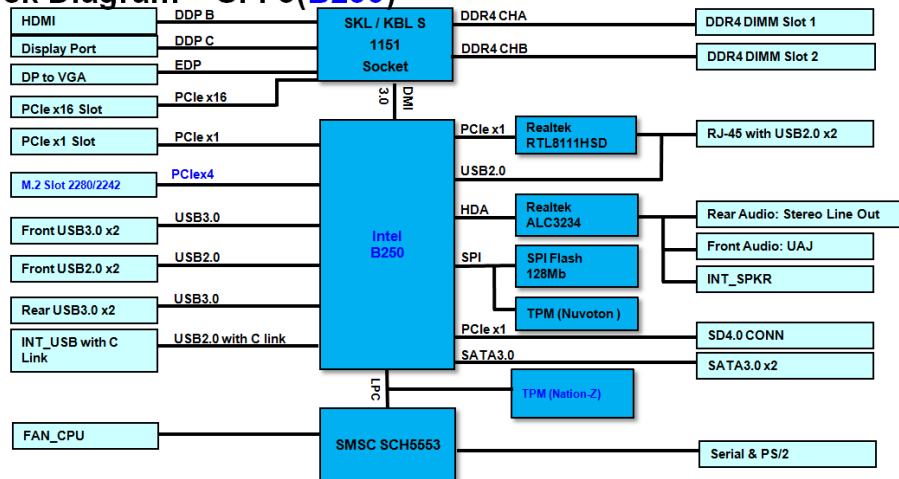 HDMI
DDP B
SKL / KBL S
1151
Socket
DDR4 CHA
DDR4 DIMM Slot 1
Display Port
DDP C
DDR4 CHB
DDR4 DIMM Slot 2
DP to VGA
EDP
PCIe x16 Slot
PCIe x16
DMI
3.0
PCIe x1 Slot
PCIe x1
PCIe x1
Realtek
RTL8111HSD
RJ-45 with USB2.0 x2
M.2 Slot 2280/2242
PCIex4
USB2.0
Front USB3.0 x2
USB3.0
Intel
B250
HDA
Realtek
ALC3234
Rear Audio: Stereo Line Out
Front Audio: UAJ
INT_SPKR
Front USB2.0 x2
USB2.0
SPI
SPI Flash
128Mb
TPM (Nuvoton )
Rear USB3.0 x2
USB3.0
INT_USB with C
Link
USB2.0 with C link
PCIe x1
SD4.0 CONN
SATA3.0
SATA3.0 x2
LPC
TPM (Nation-Z)
FAN_CPU
SMSC SCH5553
Serial & PS/2